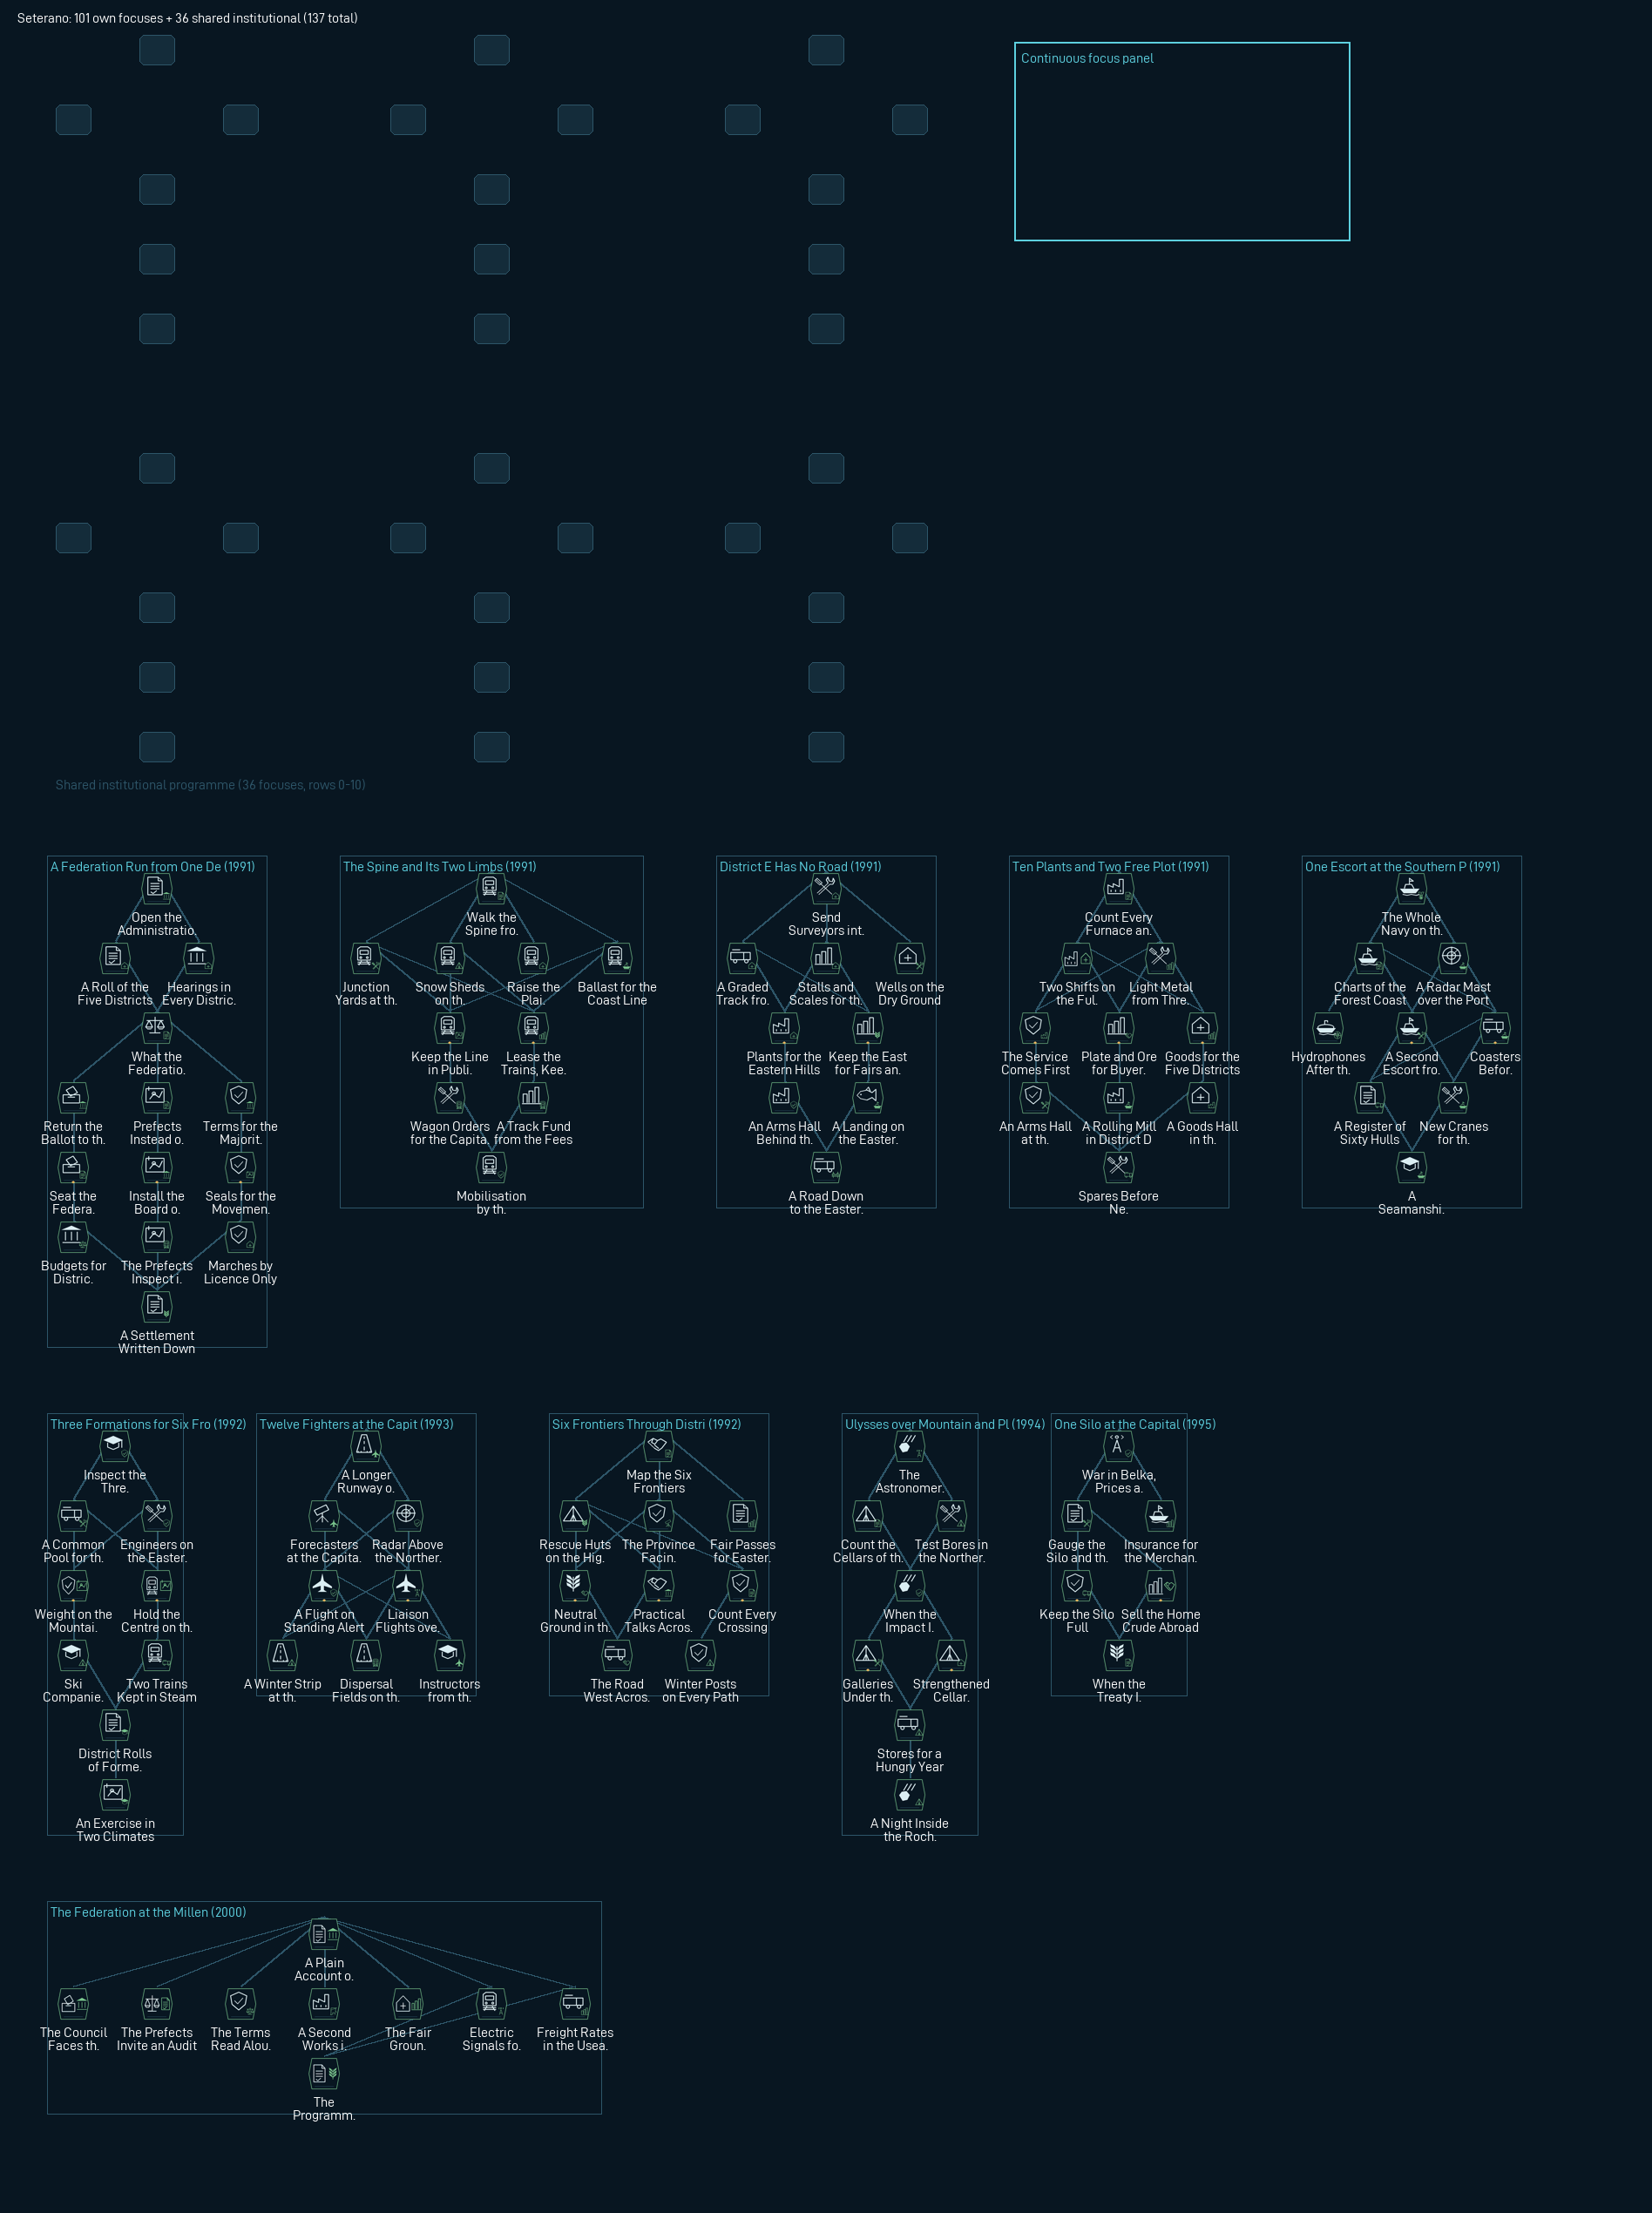 Seterano: 101 own focuses + 36 shared institutional (137 total)
Continuous focus panel
Shared institutional programme (36 focuses, rows 0-10)
A Federation Run from One De (1991)
Open the
Administratio.
A Roll of the
Five Districts
Hearings in
Every Distric.
What the
Federatio.
Return the
Ballot to th.
Prefects
Instead o.
Terms for the
Majorit.
Seat the
Federa.
Install the
Board o.
Seals for the
Movemen.
Budgets for
Distric.
The Prefects
Inspect i.
Marches by
Licence Only
A Settlement
Written Down
The Spine and Its Two Limbs (1991)
Walk the
Spine fro.
Junction
Yards at th.
Snow Sheds
on th.
Raise the
Plai.
Ballast for the
Coast Line
Keep the Line
in Publi.
Lease the
Trains, Kee.
Wagon Orders
for the Capita.
A Track Fund
from the Fees
Mobilisation
by th.
District E Has No Road (1991)
Send
Surveyors int.
A Graded
Track fro.
Stalls and
Scales for th.
Wells on the
Dry Ground
Plants for the
Eastern Hills
Keep the East
for Fairs an.
An Arms Hall
Behind th.
A Landing on
the Easter.
A Road Down
to the Easter.
Ten Plants and Two Free Plot (1991)
Count Every
Furnace an.
Two Shifts on
the Ful.
Light Metal
from Thre.
The Service
Comes First
Plate and Ore
for Buyer.
Goods for the
Five Districts
An Arms Hall
at th.
A Rolling Mill
in District D
A Goods Hall
in th.
Spares Before
Ne.
One Escort at the Southern P (1991)
The Whole
Navy on th.
Charts of the
Forest Coast
A Radar Mast
over the Port
Hydrophones
After th.
A Second
Escort fro.
Coasters
Befor.
A Register of
Sixty Hulls
New Cranes
for th.
A
Seamanshi.
Three Formations for Six Fro (1992)
Inspect the
Thre.
A Common
Pool for th.
Engineers on
the Easter.
Weight on the
Mountai.
Hold the
Centre on th.
Ski
Companie.
Two Trains
Kept in Steam
District Rolls
of Forme.
An Exercise in
Two Climates
Twelve Fighters at the Capit (1993)
A Longer
Runway o.
Forecasters
at the Capita.
Radar Above
the Norther.
A Flight on
Standing Alert
Liaison
Flights ove.
A Winter Strip
at th.
Dispersal
Fields on th.
Instructors
from th.
Six Frontiers Through Distri (1992)
Map the Six
Frontiers
Rescue Huts
on the Hig.
The Province
Facin.
Fair Passes
for Easter.
Neutral
Ground in th.
Practical
Talks Acros.
Count Every
Crossing
The Road
West Acros.
Winter Posts
on Every Path
Ulysses over Mountain and Pl (1994)
The
Astronomer.
Count the
Cellars of th.
Test Bores in
the Norther.
When the
Impact I.
Galleries
Under th.
Strengthened
Cellar.
Stores for a
Hungry Year
A Night Inside
the Roch.
One Silo at the Capital (1995)
War in Belka,
Prices a.
Gauge the
Silo and th.
Insurance for
the Merchan.
Keep the Silo
Full
Sell the Home
Crude Abroad
When the
Treaty I.
The Federation at the Millen (2000)
A Plain
Account o.
The Council
Faces th.
The Prefects
Invite an Audit
The Terms
Read Alou.
A Second
Works i.
The Fair
Groun.
Electric
Signals fo.
Freight Rates
in the Usea.
The
Programm.